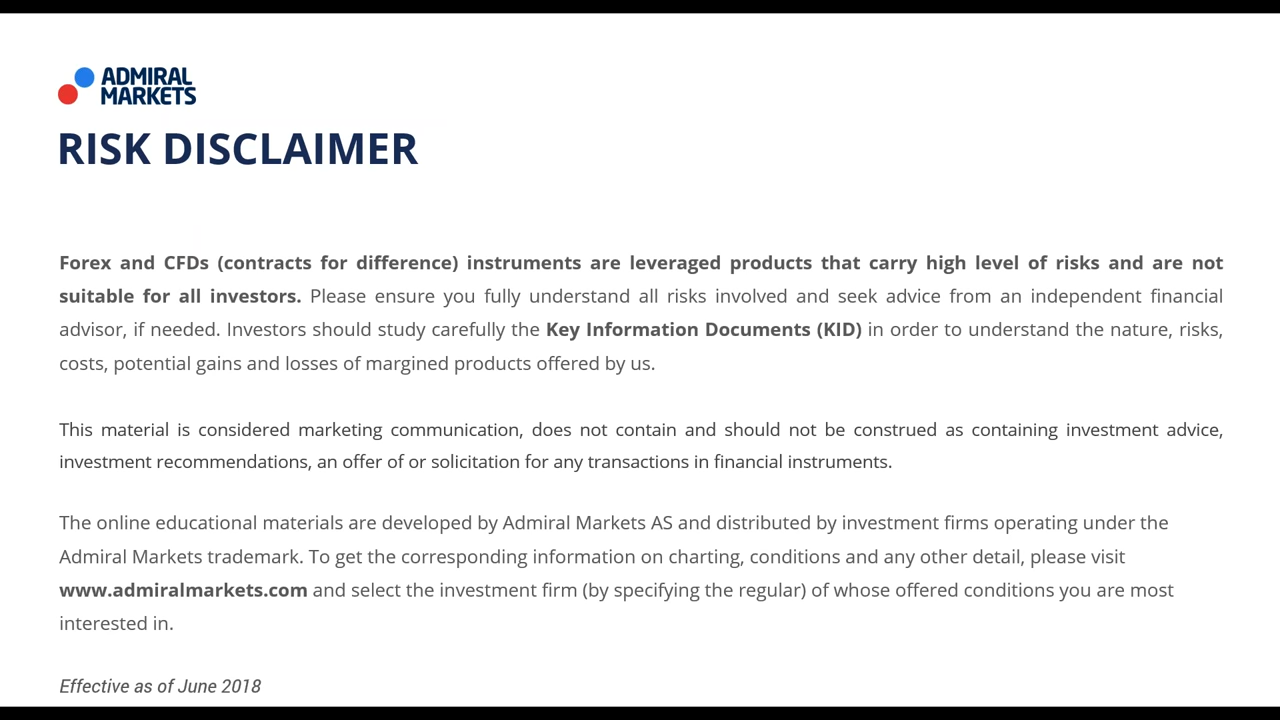 ADMIRAL
MARKETS
RISK DISCLAIMER
Forex and CFDs (contracts for difference) instruments are leveraged products that carry high level of risks and are not
suitable for all investors. Please ensure you fully understand all risks involved and seek advice from an independent financial
advisor, if needed. Investors should study carefully the Key Information Documents (KID) in order to understand the nature, risks,
costs, potential gains and losses of margined products offered by us.
This material is considered marketing communication, does not contain and should not be construed as containing investment advice,
investment recommendations, an offer of or solicitation for any transactions in financial instruments.
The online educational materials are developed by Admiral Markets AS and distributed by investment firms operating under the
Admiral Markets trademark. To get the corresponding information on charting, conditions and any other detail, please visit
www.admiralmarkets.com and select the investment firm (by specifying the regular) of whose offered conditions you are most
interested in.
Effective as of June 2018